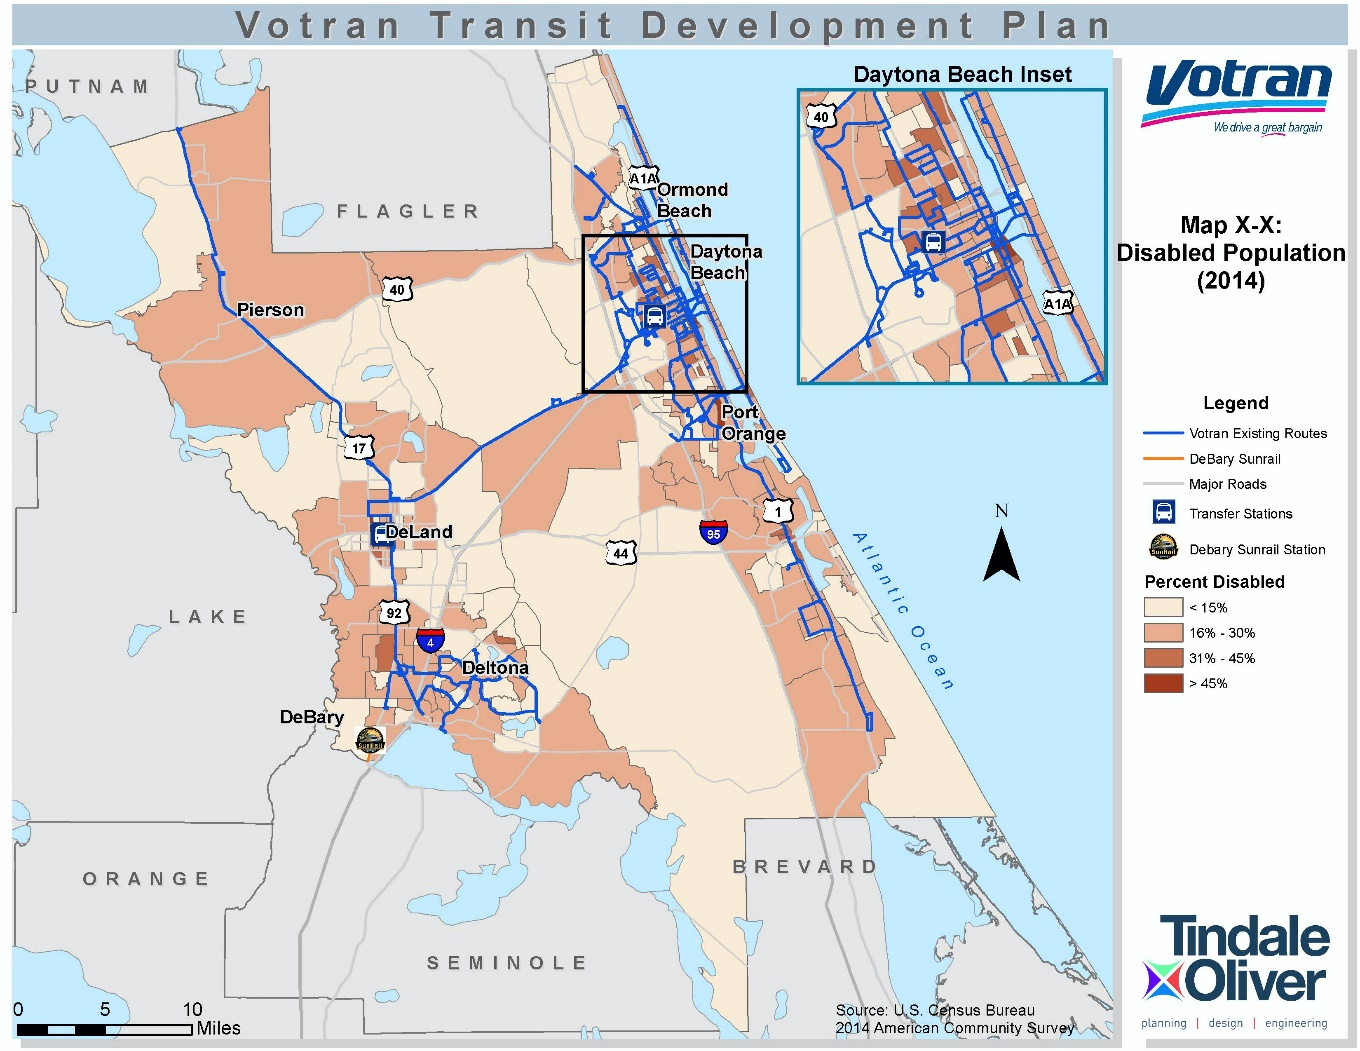 Votran Transit Development Plan
PUTNAM
FLAGLER
A1A
Ormond
Beach
Daytona
Beach
40
Pierson
17
Port
Orange
1
DeLand
95
44
92
4
Deltona
DeBary
SunRail
LAKE
ORANGE
SEMINOLE
BREVARD
Atlantic Ocean
N
0 5 10
Miles
Source: U.S. Census Bureau
2014 American Community Survey
Daytona Beach Inset
40
A1A
Votran
We drive a great bargain
Map X-X:
Disabled Population
(2014)
Legend
Votran Existing Routes
DeBary Sunrail
Major Roads
Transfer Stations
SunRail
Debary Sunrail Station
Percent Disabled
< 15%
16% - 30%
31% - 45%
> 45%
Tindale
Oliver
planning | design | engineering